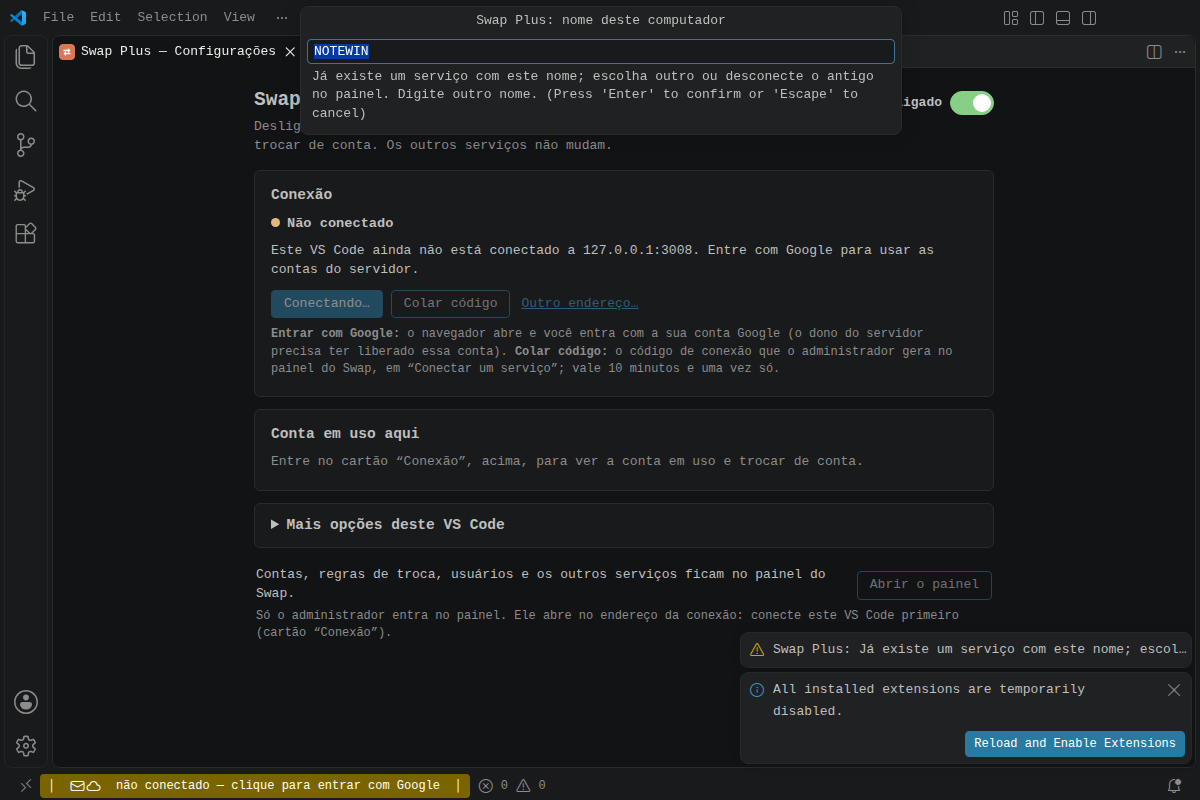 File Edit Selection View ···
Swap Plus: nome deste computador
Swap Plus — Configurações
NOTEWIN
Já existe um serviço com este nome; escolha outro ou desconecte o antigo
no painel. Digite outro nome. (Press 'Enter' to confirm or 'Escape' to
cancel)
Swap
igado
Deslig
trocar de conta. Os outros serviços não mudam.
Conexão
Não conectado
Este VS Code ainda não está conectado a 127.0.0.1:3008. Entre com Google para usar as
contas do servidor.
Conectando… Colar código Outro endereço…
Entrar com Google: o navegador abre e você entra com a sua conta Google (o dono do servidor
precisa ter liberado essa conta). Colar código: o código de conexão que o administrador gera no
painel do Swap, em “Conectar um serviço”; vale 10 minutos e uma vez só.
Conta em uso aqui
Entre no cartão “Conexão”, acima, para ver a conta em uso e trocar de conta.
Mais opções deste VS Code
Contas, regras de troca, usuários e os outros serviços ficam no painel do
Swap.
Abrir o painel
Só o administrador entra no painel. Ele abre no endereço da conexão: conecte este VS Code primeiro
(cartão “Conexão”).
Swap Plus: Já existe um serviço com este nome; escol…
All installed extensions are temporarily
disabled.
Reload and Enable Extensions
| não conectado — clique para entrar com Google | 0 0